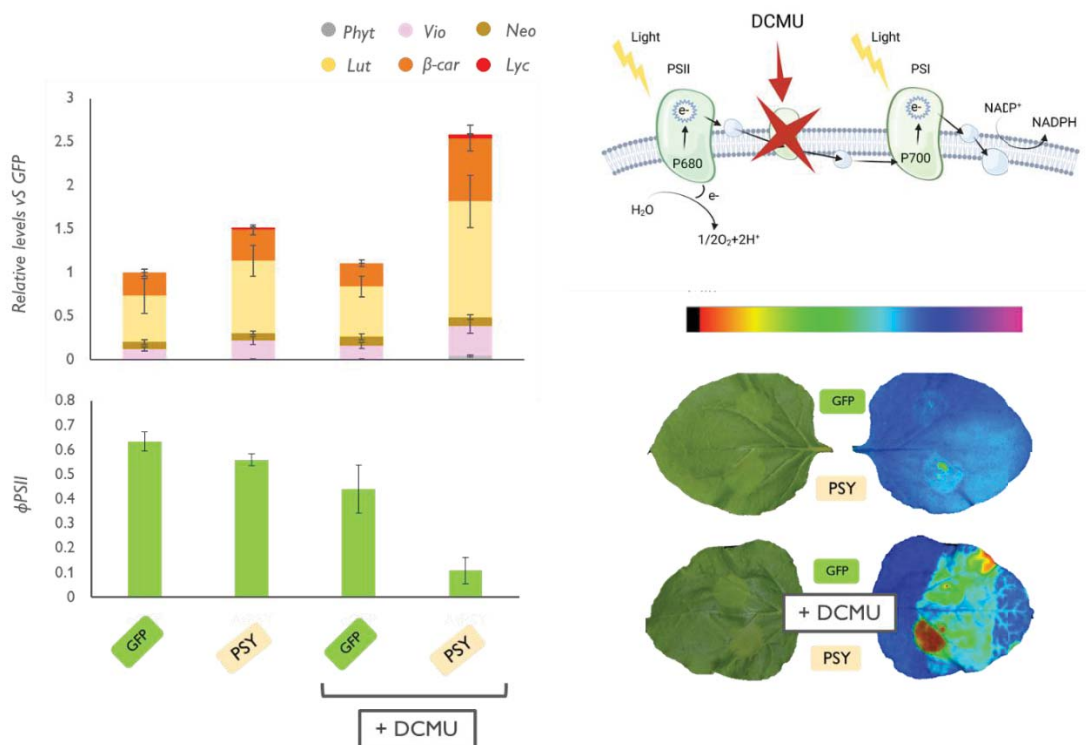 Phyt Vio Neo
Lut β-car Lyc
Relative levels vS GFP
3
2.5
2
1.5
1
0.5
0
ϕPSII
0.8
0.7
0.6
0.5
0.4
0.3
0.2
0.1
0
GFP PSY GFP PSY
+ DCMU
DCMU
Light
Light
PSII
PSI
e-
e-
NADP⁺
NADPH
P680
P700
e-
H₂O
1/2O₂+2H⁺
GFP
PSY
GFP
+ DCMU
PSY